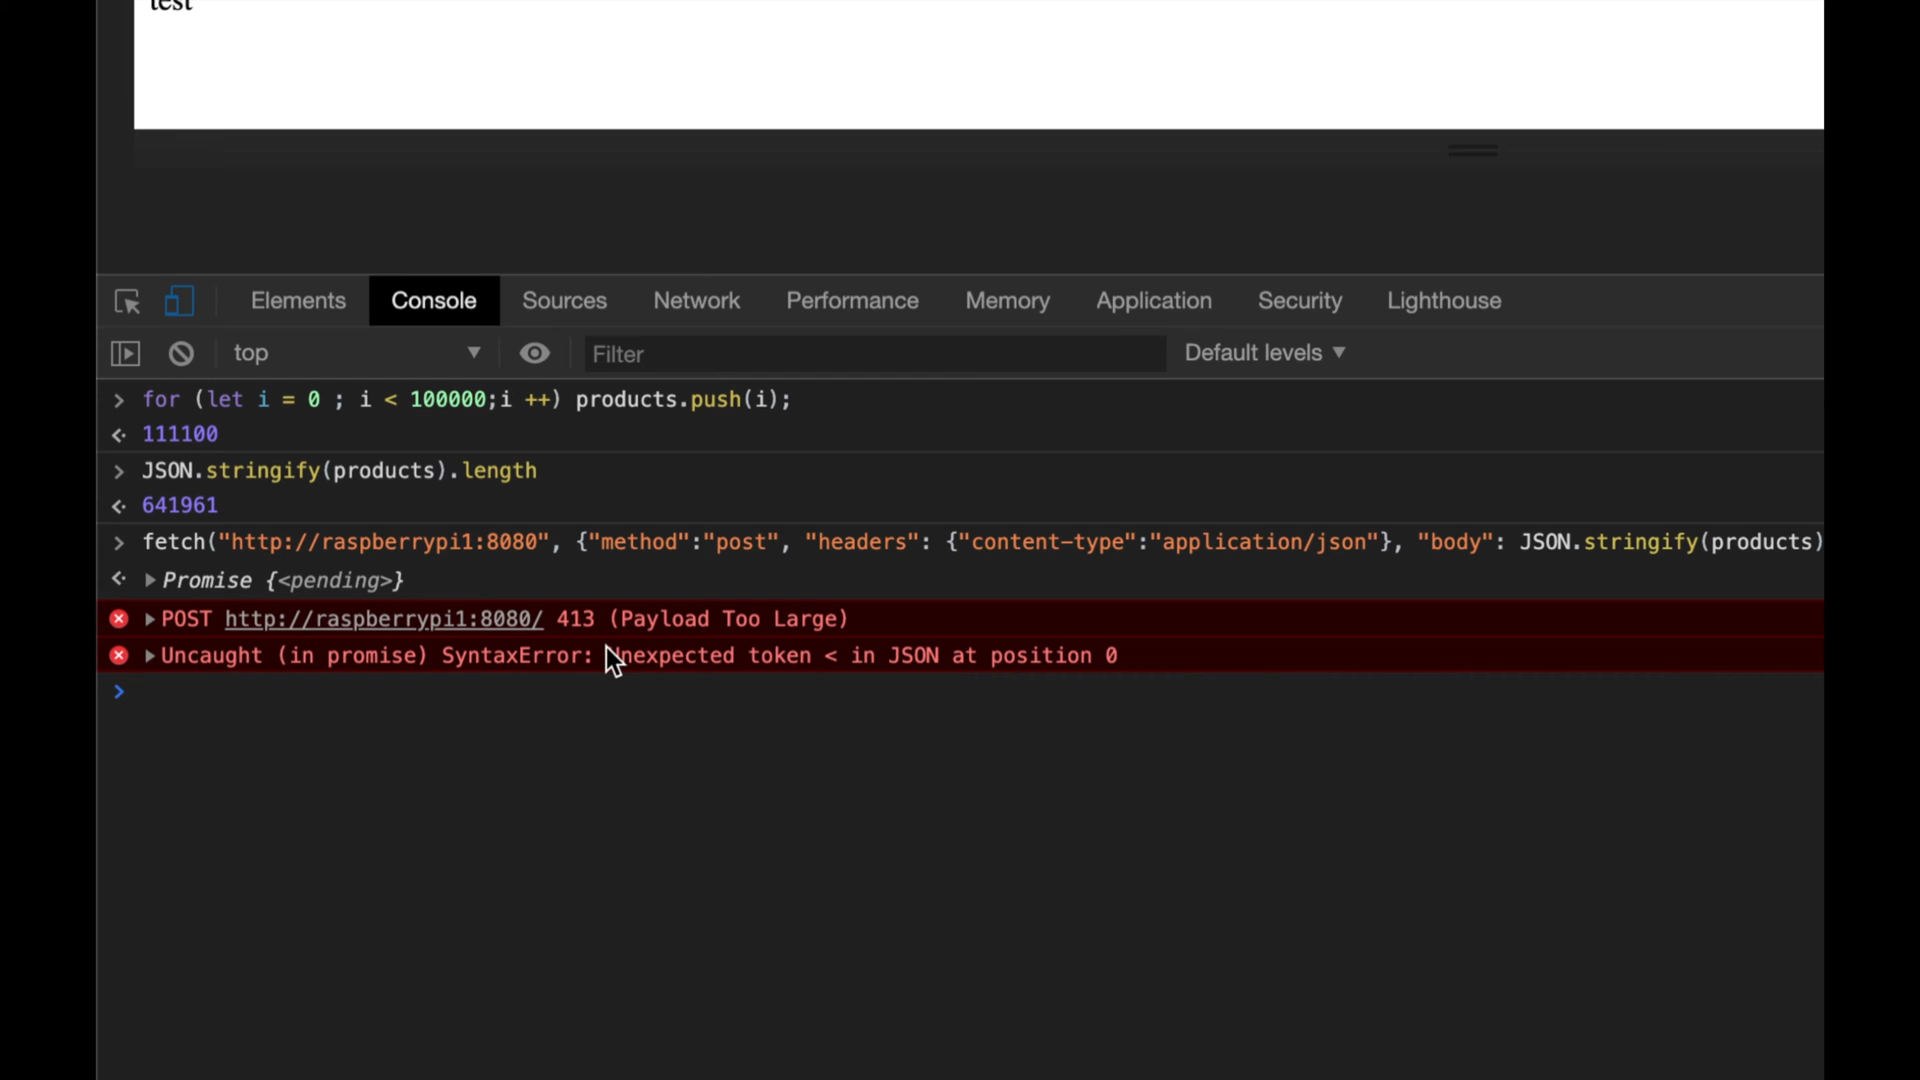 test
Elements Console Sources Network Performance Memory Application Security Lighthouse
top Filter Default levels
for (let i = 0 ; i < 100000;i ++) products.push(i);
111100
JSON.stringify(products).length
641961
fetch("http://raspberrypi1:8080", {"method":"post", "headers": {"content-type":"application/json"}, "body": JSON.stringify(products)
Promise {<pending>}
POST http://raspberrypi1:8080/ 413 (Payload Too Large)
Uncaught (in promise) SyntaxError: Unexpected token < in JSON at position 0